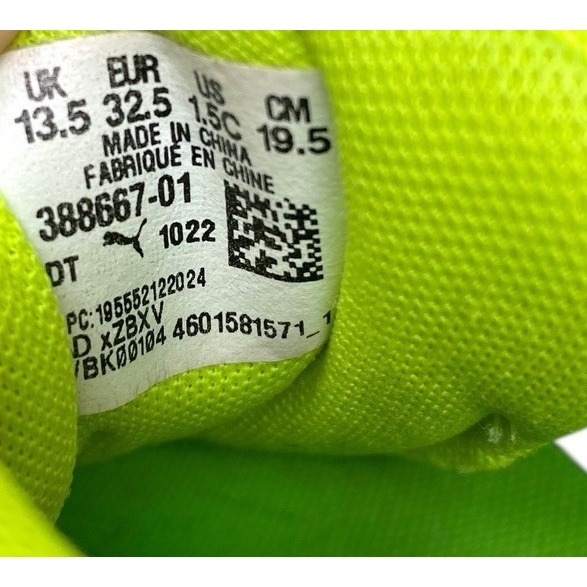 UK EUR US CM
13.5 32.5 1.5C 19.5
MADE IN CHINA
FABRIQUÉ EN CHINE
388667-01
1022
DT
PC: 195552122024
D xZBXV
VBK00104 4601581571_1